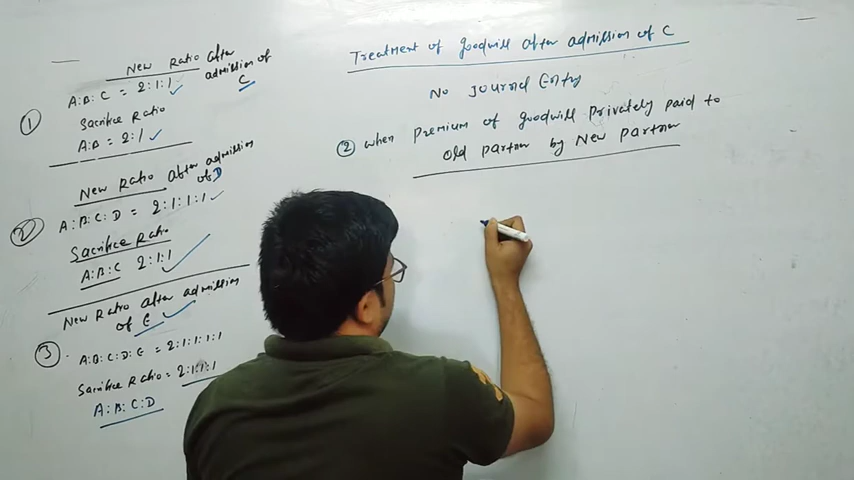 New Ratio after
admission of
C
A:B:C = 2:1:1
① Sacrifice Ratio
A:B = 2:1
New Ratio after admission
of D
② A:B:C:D = 2:1:1:1
Sacrifice Ratio
A:B:C 2:1:1
New Ratio after admission
of E
③ A:B:C:D:E = 2:1:1:1:1
Sacrifice Ratio = 2:1:1:1
A:B:C:D
Treatment of goodwill after admission of C
No Journal Entry
② when premium of goodwill privately paid to
old partner by New partner